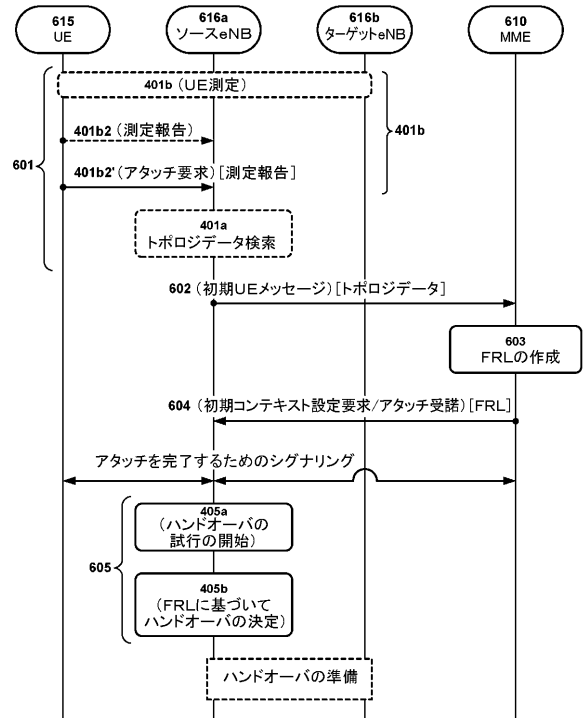 615
UE
616a
ソースeNB
616b
ターゲットeNB
610
MME
401b (UE測定)
401b2 (測定報告)
401b
601
401b2' (アタッチ要求) [測定報告]
401a
トポロジデータ検索
602 (初期UEメッセージ) [トポロジデータ]
603
FRLの作成
604 (初期コンテキスト設定要求/アタッチ受諾) [FRL]
アタッチを完了するためのシグナリング
405a
(ハンドオーバの
試行の開始)
605
405b
(FRLに基づいて
ハンドオーバの決定)
ハンドオーバの準備